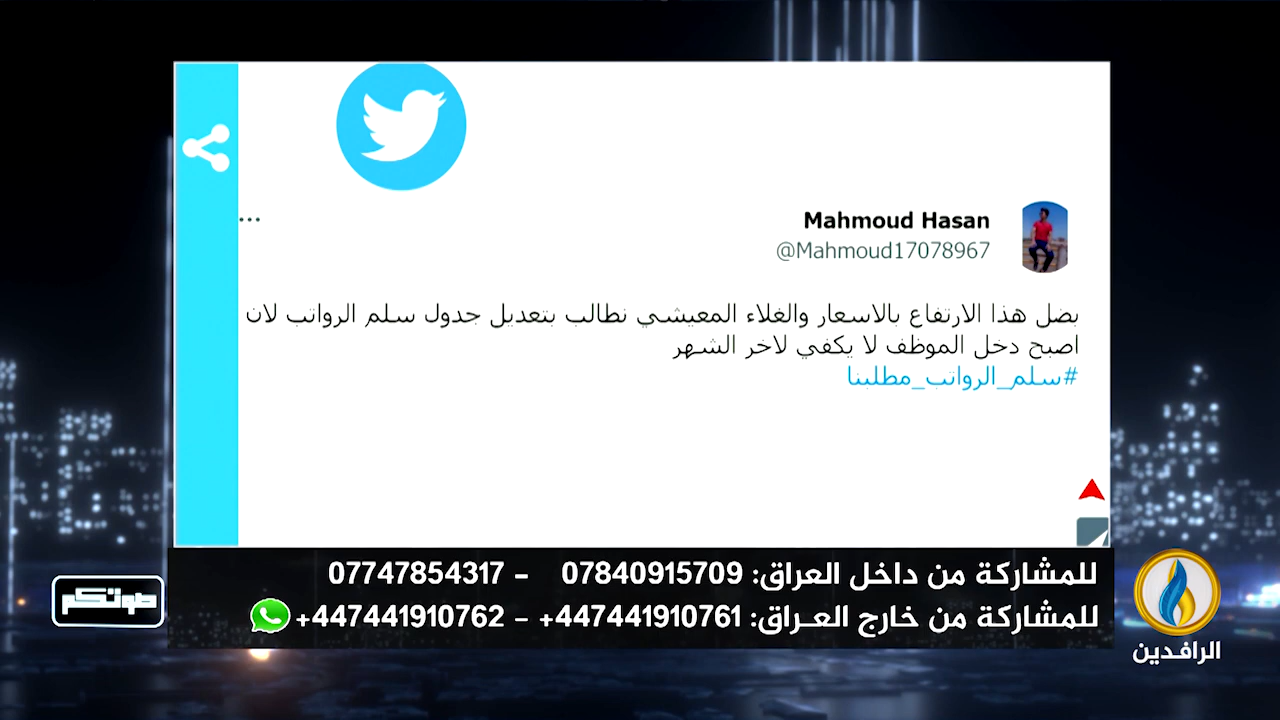 Mahmoud Hasan
@Mahmoud17078967
بضل هذا الارتفاع بالاسعار والغلاء المعيشي نطالب بتعديل جدول سلم الرواتب لان
اصبح دخل الموظف لا يكفي لاخر الشهر
#سلم_الرواتب_مطلبنا
للمشاركة من داخل العراق: 07840915709 - 07747854317
للمشاركة من خارج العـراق: 447441910761+ - 447441910762+
صوتكم
الرافدين